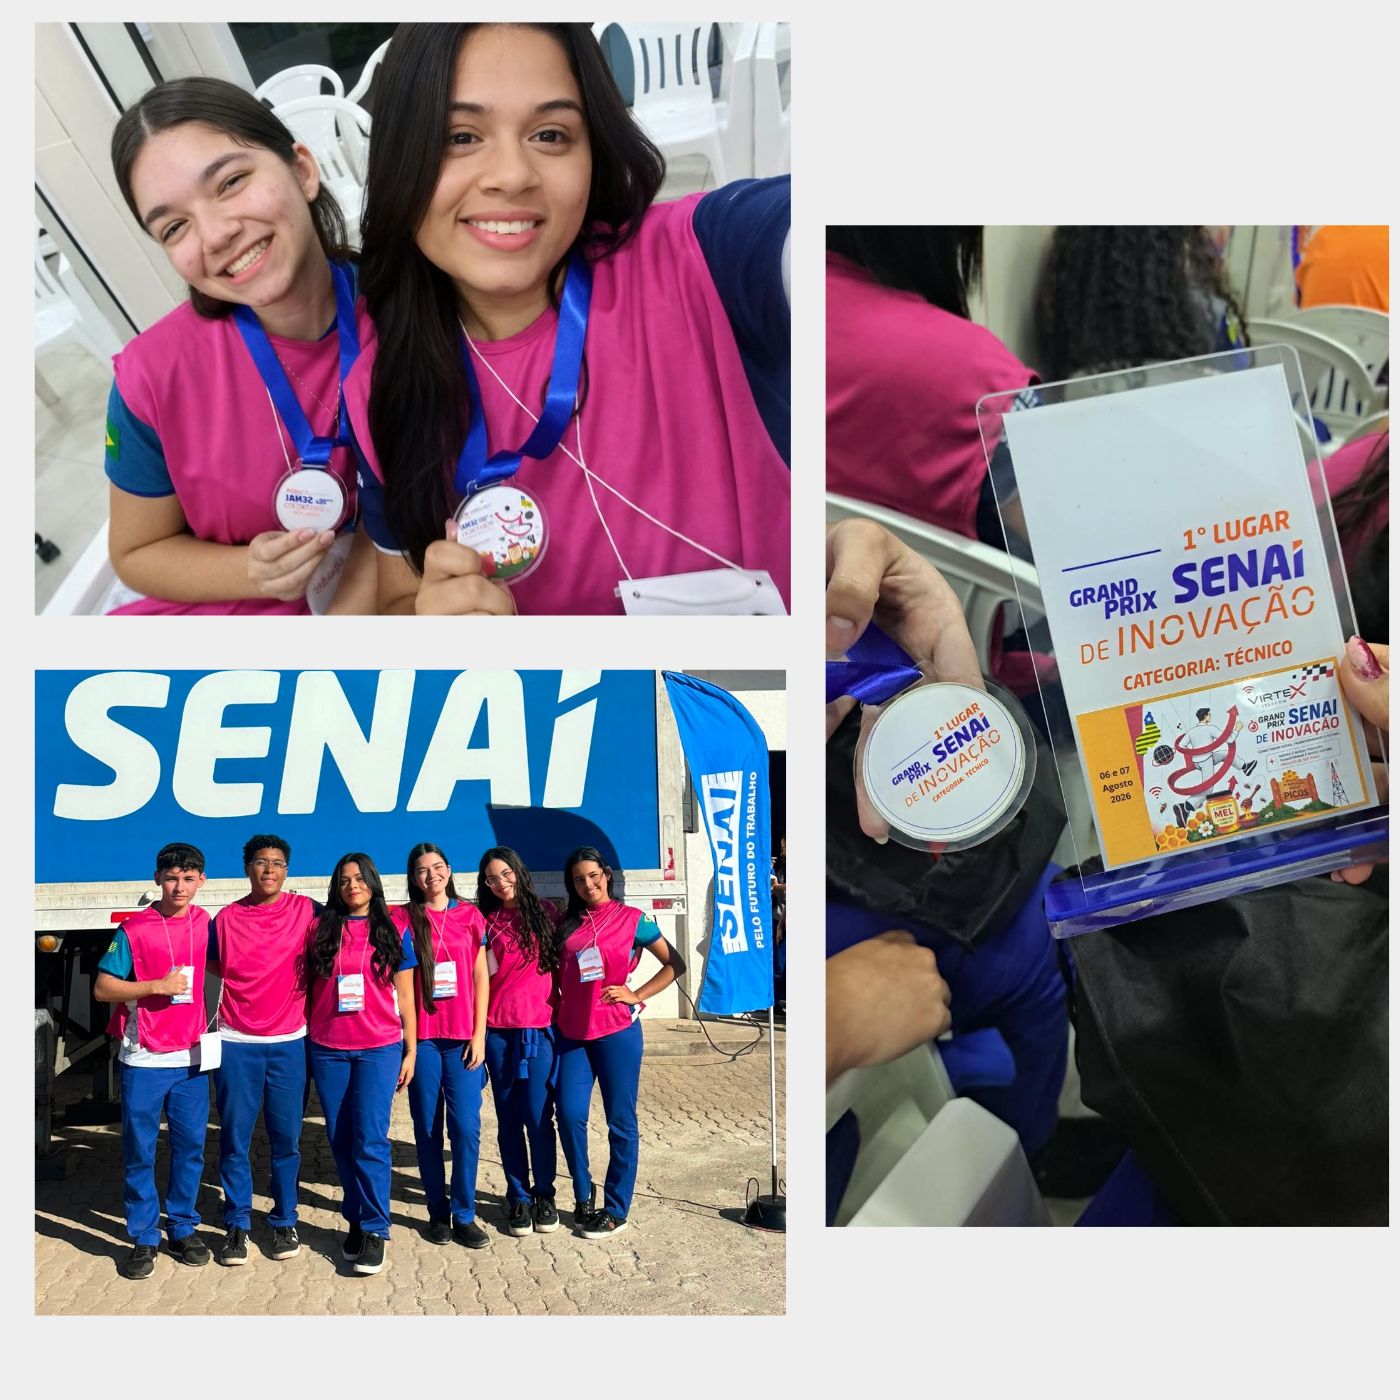 SENAI
SENAI
PELO FUTURO DO TRABALHO
1° LUGAR
GRAND PRIX SENAI
DE INOVAÇÃO
CATEGORIA: TÉCNICO
1° LUGAR
GRAND PRIX SENAI
DE INOVAÇÃO
CATEGORIA: TÉCNICO
VIRTEX
TELECOM
GRAND PRIX SENAI
DE INOVAÇÃO
06 e 07
Agosto
2026
MEL
PICOS